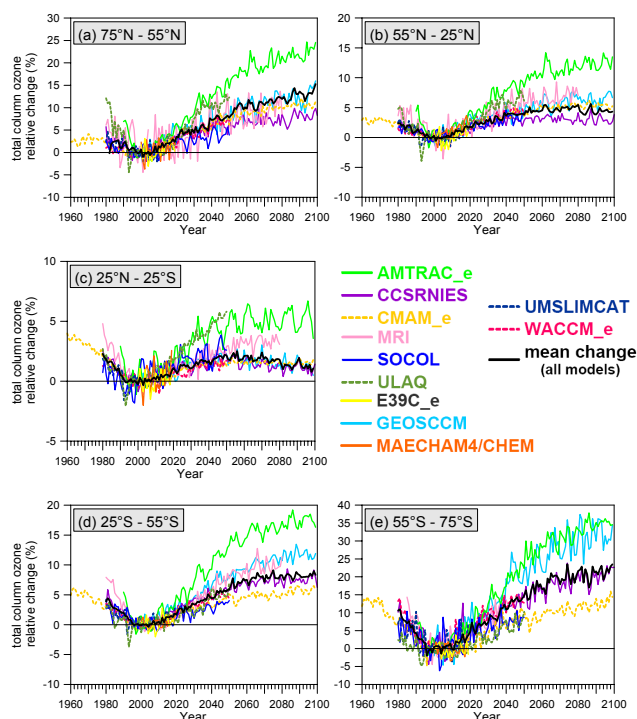 (a) 75°N - 55°N
total column ozone
relative change (%)
30
25
20
15
10
5
0
-5
-10
1960 1980 2000 2020 2040 2060 2080 2100
Year
(b) 55°N - 25°N
20
15
10
5
0
-5
-10
1960 1980 2000 2020 2040 2060 2080 2100
Year
(c) 25°N - 25°S
total column ozone
relative change (%)
10
5
0
-5
1960 1980 2000 2020 2040 2060 2080 2100
Year
AMTRAC_e
CCSRNIES
CMAM_e
MRI
SOCOL
ULAQ
E39C_e
GEOSCCM
MAECHAM4/CHEM
UMSLIMCAT
WACCM_e
mean change
(all models)
(d) 25°S - 55°S
total column ozone
relative change (%)
20
15
10
5
0
-5
-10
1960 1980 2000 2020 2040 2060 2080 2100
Year
(e) 55°S - 75°S
40
35
30
25
20
15
10
5
0
-5
-10
1960 1980 2000 2020 2040 2060 2080 2100
Year